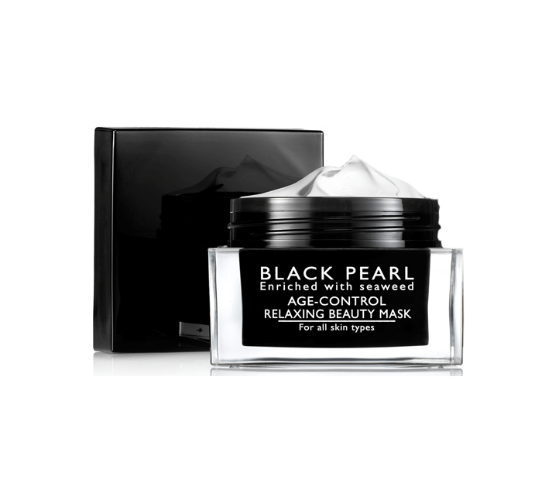 BLACK PEARL
Enriched with seaweed
AGE-CONTROL
RELAXING BEAUTY MASK
For all skin types